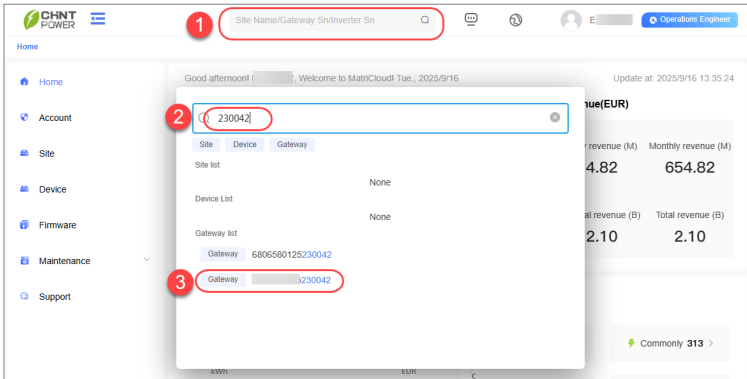 CHNT
POWER
1
Site Name/Gateway Sn/Inverter Sn
E
Operations Engineer
Home
Home
Good afternoon! , Welcome to MatriCloud! Tue., 2025/9/16
Update at: 2025/9/16 13:35:24
Account
Site
Device
Firmware
Maintenance
Support
2
230042
Site Device Gateway
Site list
None
Device List
None
Gateway list
Gateway 6806580125230042
3
Gateway 5230042
nue(EUR)
revenue (M) Monthly revenue (M)
4.82 654.82
al revenue (B) Total revenue (B)
2.10 2.10
Commonly 313 >
kWh EUR